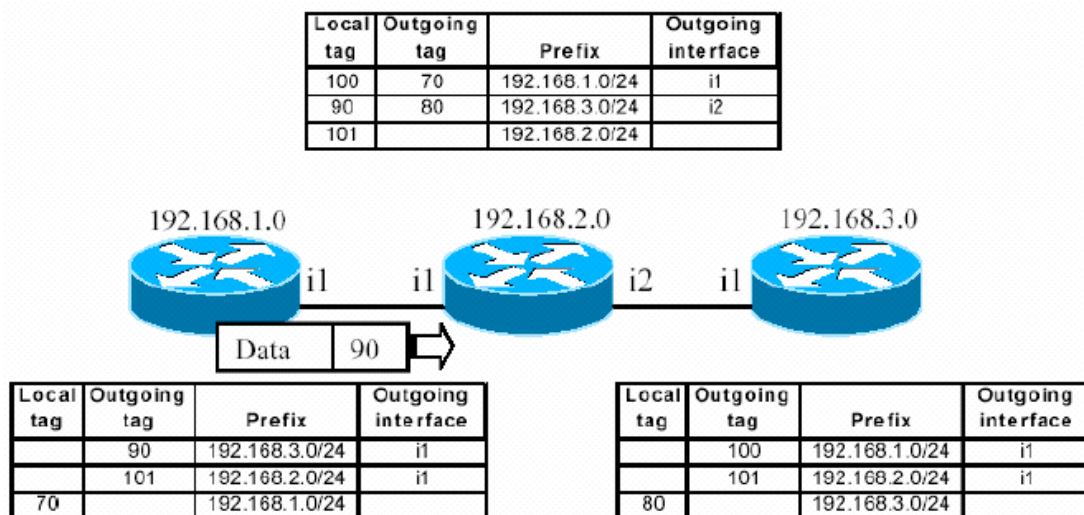 Local tag Outgoing tag Prefix Outgoing interface
100 70 192.168.1.0/24 i1
90 80 192.168.3.0/24 i2
101 192.168.2.0/24
192.168.1.0 192.168.2.0 192.168.3.0
i1 i1 i2 i1
Data 90
Local tag Outgoing tag Prefix Outgoing interface
90 192.168.3.0/24 i1
101 192.168.2.0/24 i1
70 192.168.1.0/24
Local tag Outgoing tag Prefix Outgoing interface
100 192.168.1.0/24 i1
101 192.168.2.0/24 i1
80 192.168.3.0/24